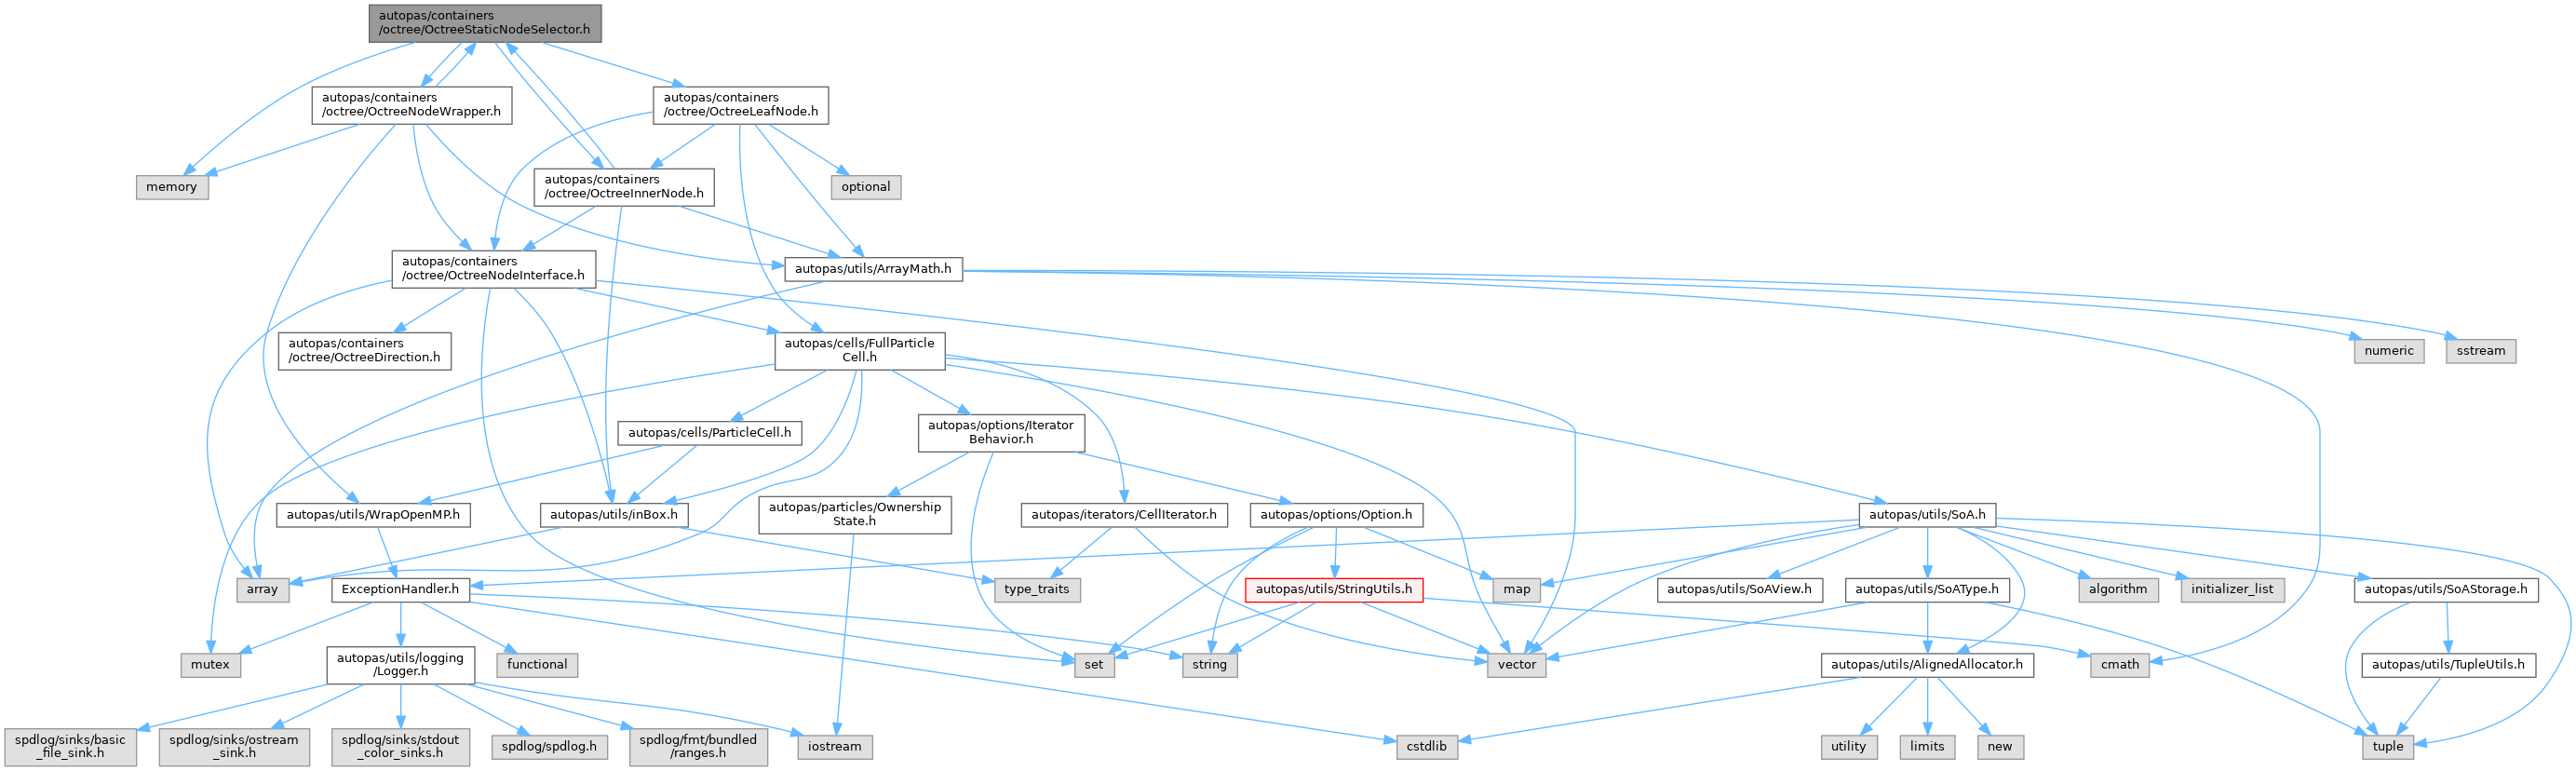 autopas/containers
/octree/OctreeStaticNodeSelector.h
autopas/containers
/octree/OctreeNodeWrapper.h
autopas/containers
/octree/OctreeLeafNode.h
memory
autopas/containers
/octree/OctreeInnerNode.h
optional
autopas/containers
/octree/OctreeNodeInterface.h
autopas/utils/ArrayMath.h
autopas/containers
/octree/OctreeDirection.h
autopas/cells/FullParticle
Cell.h
numeric
sstream
autopas/cells/ParticleCell.h
autopas/options/Iterator
Behavior.h
autopas/utils/WrapOpenMP.h
autopas/utils/inBox.h
autopas/particles/Ownership
State.h
autopas/iterators/CellIterator.h
autopas/options/Option.h
autopas/utils/SoA.h
array
ExceptionHandler.h
type_traits
autopas/utils/StringUtils.h
map
autopas/utils/SoAView.h
autopas/utils/SoAType.h
algorithm
initializer_list
autopas/utils/SoAStorage.h
mutex
autopas/utils/logging
/Logger.h
functional
set
string
vector
autopas/utils/AlignedAllocator.h
cmath
autopas/utils/TupleUtils.h
spdlog/sinks/basic
_file_sink.h
spdlog/sinks/ostream
_sink.h
spdlog/sinks/stdout
_color_sinks.h
spdlog/spdlog.h
spdlog/fmt/bundled
/ranges.h
iostream
cstdlib
utility
limits
new
tuple